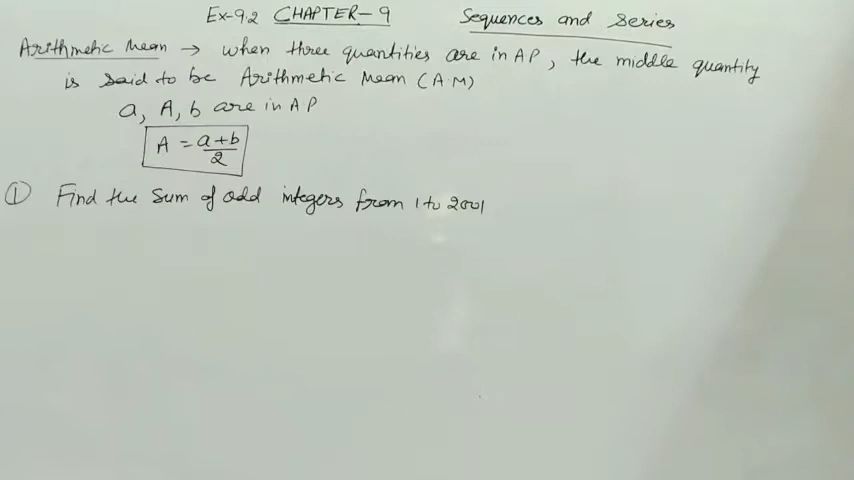 Ex-9.2 CHAPTER-9 Sequences and Series
Arithmetic Mean → when three quantities are in AP, the middle quantity
is said to be Arithmetic Mean (A.M)
a, A, b are in AP
A = a+b/2
① Find the sum of odd integers from 1 to 2001